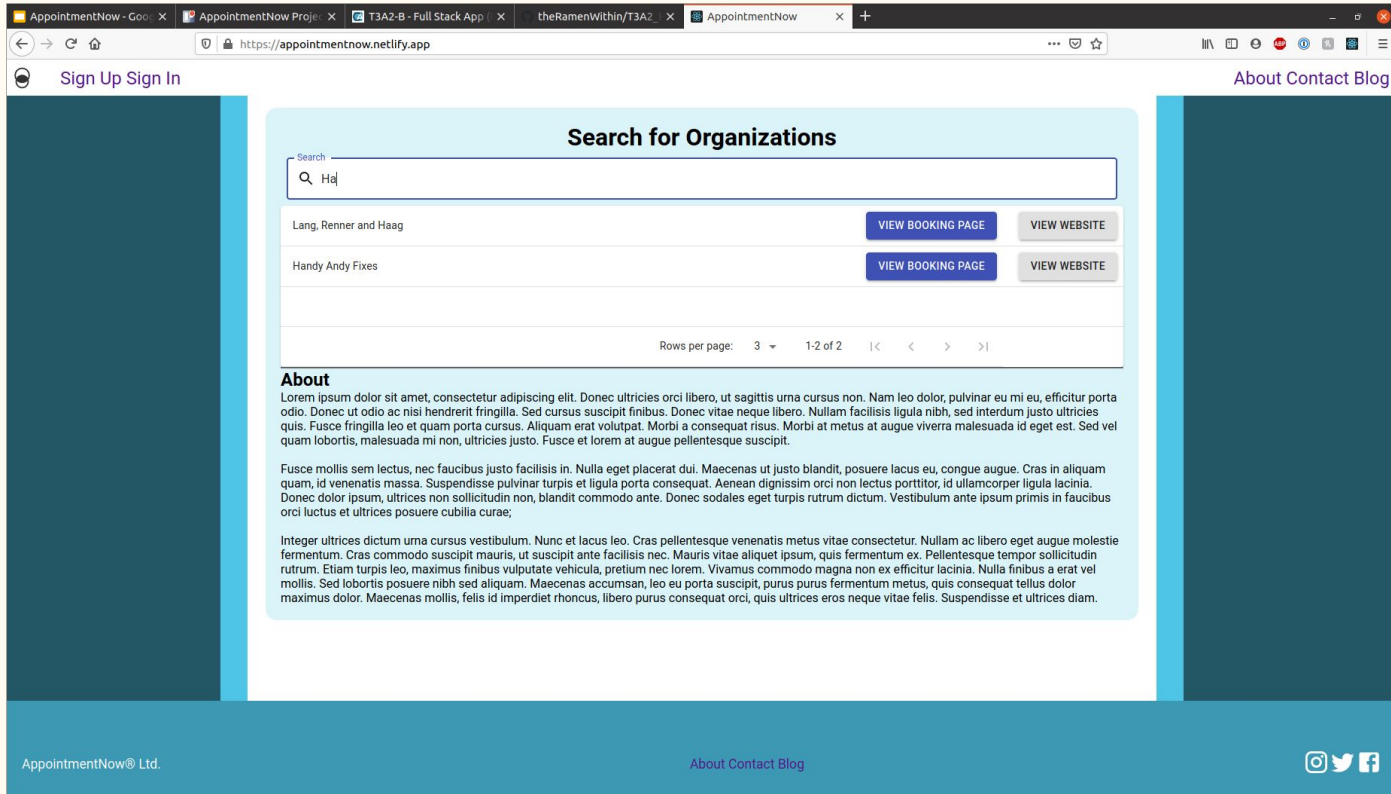 AppointmentNow - Goog
AppointmentNow Projec
T3A2-B - Full Stack App (
theRamenWithin/T3A2_
AppointmentNow
https://appointmentnow.netlify.app
Sign Up Sign In
About Contact Blog
Search for Organizations
Search
Ha
Lang, Renner and Haag
VIEW BOOKING PAGE
VIEW WEBSITE
Handy Andy Fixes
VIEW BOOKING PAGE
VIEW WEBSITE
Rows per page: 3 1-2 of 2
About
Lorem ipsum dolor sit amet, consectetur adipiscing elit. Donec ultricies orci libero, ut sagittis urna cursus non. Nam leo dolor, pulvinar eu mi eu, efficitur porta
odio. Donec ut odio ac nisi hendrerit fringilla. Sed cursus suscipit finibus. Donec vitae neque libero. Nullam facilisis ligula nibh, sed interdum justo ultricies
quis. Fusce fringilla leo et quam porta cursus. Aliquam erat volutpat. Morbi a consequat risus. Morbi at metus at augue viverra malesuada id eget est. Sed vel
quam lobortis, malesuada mi non, ultricies justo. Fusce et lorem at augue pellentesque suscipit.
Fusce mollis sem lectus, nec faucibus justo facilisis in. Nulla eget placerat dui. Maecenas ut justo blandit, posuere lacus eu, congue augue. Cras in aliquam
quam, id venenatis massa. Suspendisse pulvinar turpis et ligula porta consequat. Aenean dignissim orci non lectus porttitor, id ullamcorper ligula lacinia.
Donec dolor ipsum, ultrices non sollicitudin non, blandit commodo ante. Donec sodales eget turpis rutrum dictum. Vestibulum ante ipsum primis in faucibus
orci luctus et ultrices posuere cubilia curae;
Integer ultrices dictum urna cursus vestibulum. Nunc et lacus leo. Cras pellentesque venenatis metus vitae consectetur. Nullam ac libero eget augue molestie
fermentum. Cras commodo suscipit mauris, ut suscipit ante facilisis nec. Mauris vitae aliquet ipsum, quis fermentum ex. Pellentesque tempor sollicitudin
rutrum. Etiam turpis leo, maximus finibus vulputate vehicula, pretium nec lorem. Vivamus commodo magna non ex efficitur lacinia. Nulla finibus a erat vel
mollis. Sed lobortis posuere nibh sed aliquam. Maecenas accumsan, leo eu porta suscipit, purus purus fermentum metus, quis consequat tellus dolor
maximus dolor. Maecenas mollis, felis id imperdiet rhoncus, libero purus consequat orci, quis ultrices eros neque vitae felis. Suspendisse et ultrices diam.
AppointmentNow® Ltd.
About Contact Blog